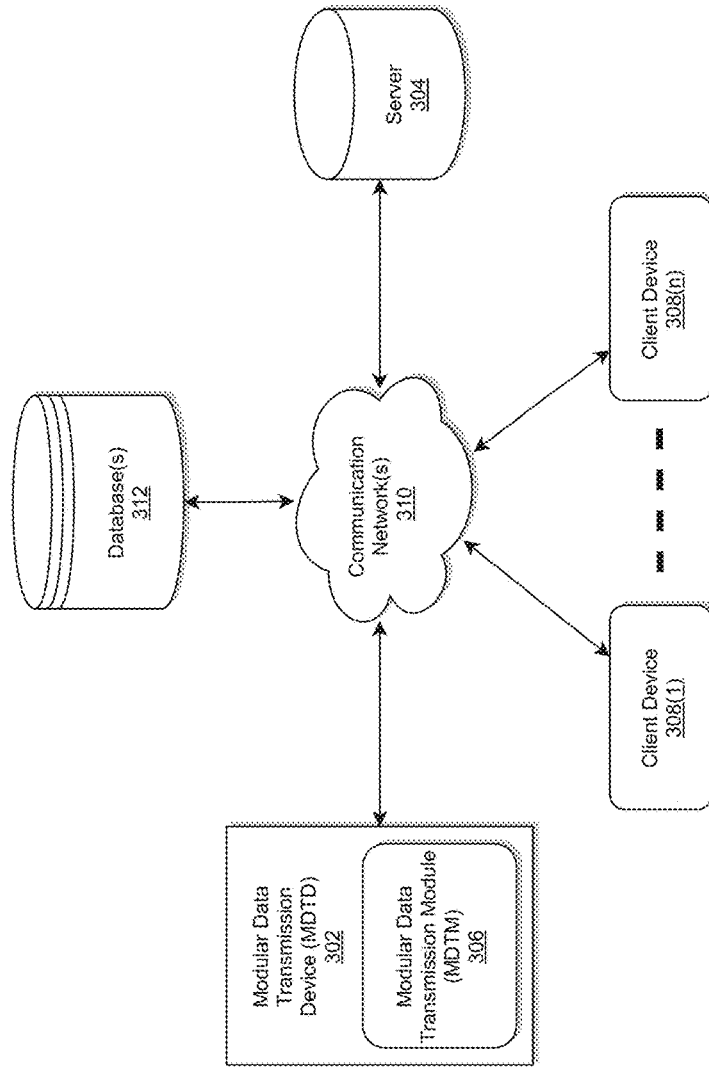 Database(s)
312
Modular Data
Transmission
Device (MDTD)
302
Modular Data
Transmission Module
(MDTM)
306
Communication
Network(s)
310
Server
304
Client Device
308(1)
Client Device
308(n)